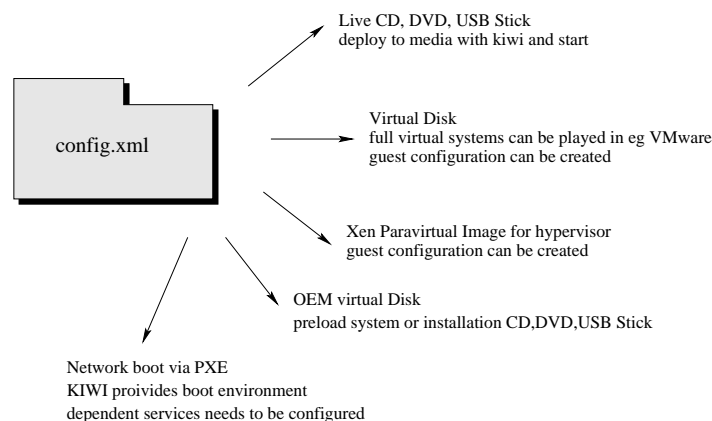 Live CD, DVD, USB Stick
deploy to media with kiwi and start
config.xml
Virtual Disk
full virtual systems can be played in eg VMware
guest configuration can be created
Xen Paravirtual Image for hypervisor
guest configuration can be created
OEM virtual Disk
preload system or installation CD,DVD,USB Stick
Network boot via PXE
KIWI proivides boot environment
dependent services needs to be configured